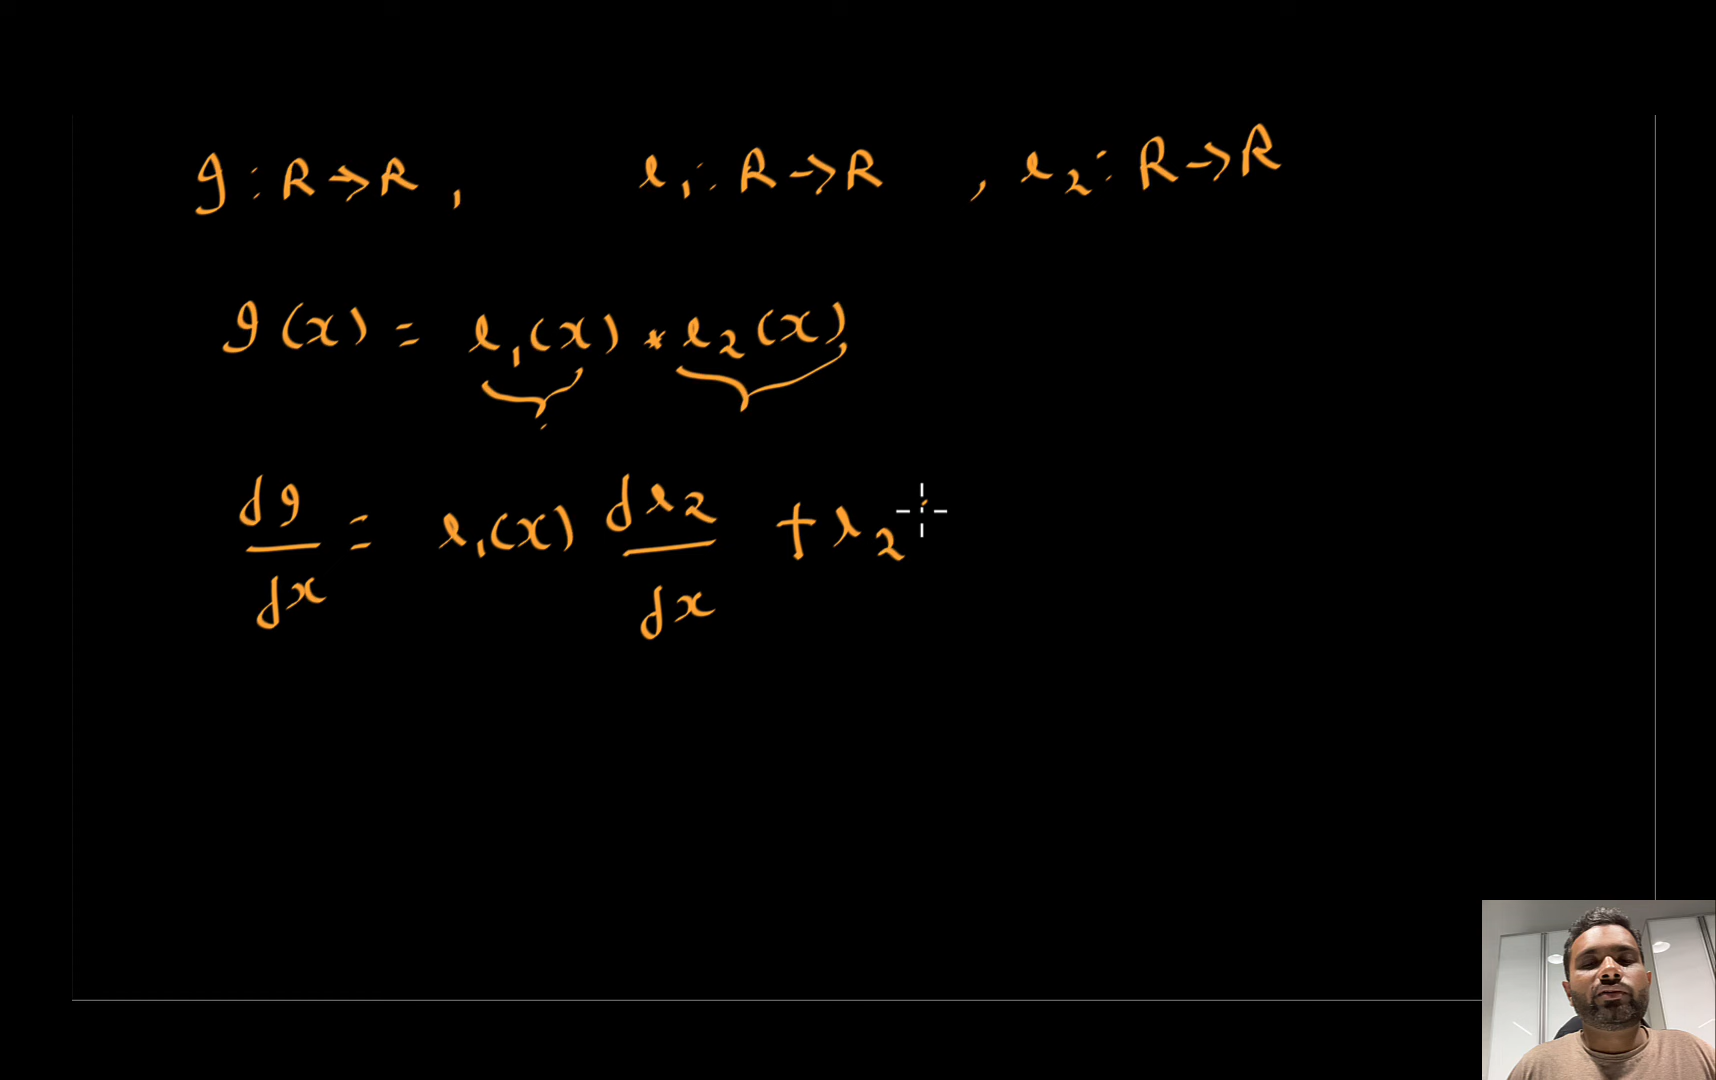 g : R → R , l₁ : R → R , l₂ : R → R
g(x) = l₁(x) * l₂(x)
dg/dx = l₁(x) dl₂/dx + l₂